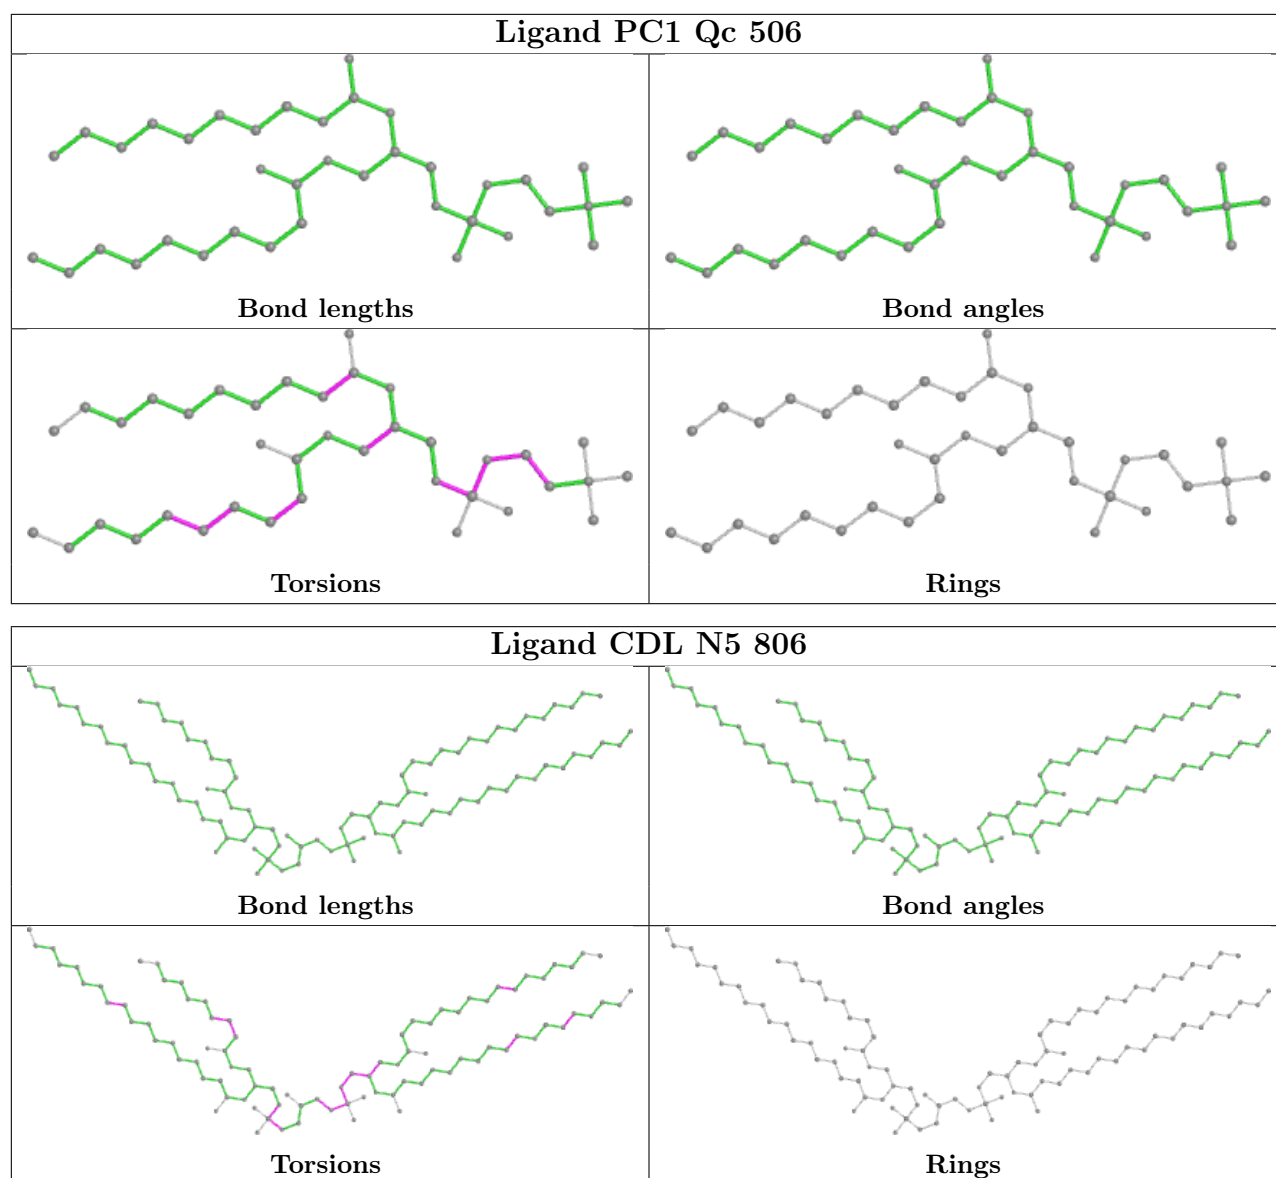 Ligand PC1 Qc 506
Bond lengths
Bond angles
Torsions
Rings
Ligand CDL N5 806
Bond lengths
Bond angles
Torsions
Rings